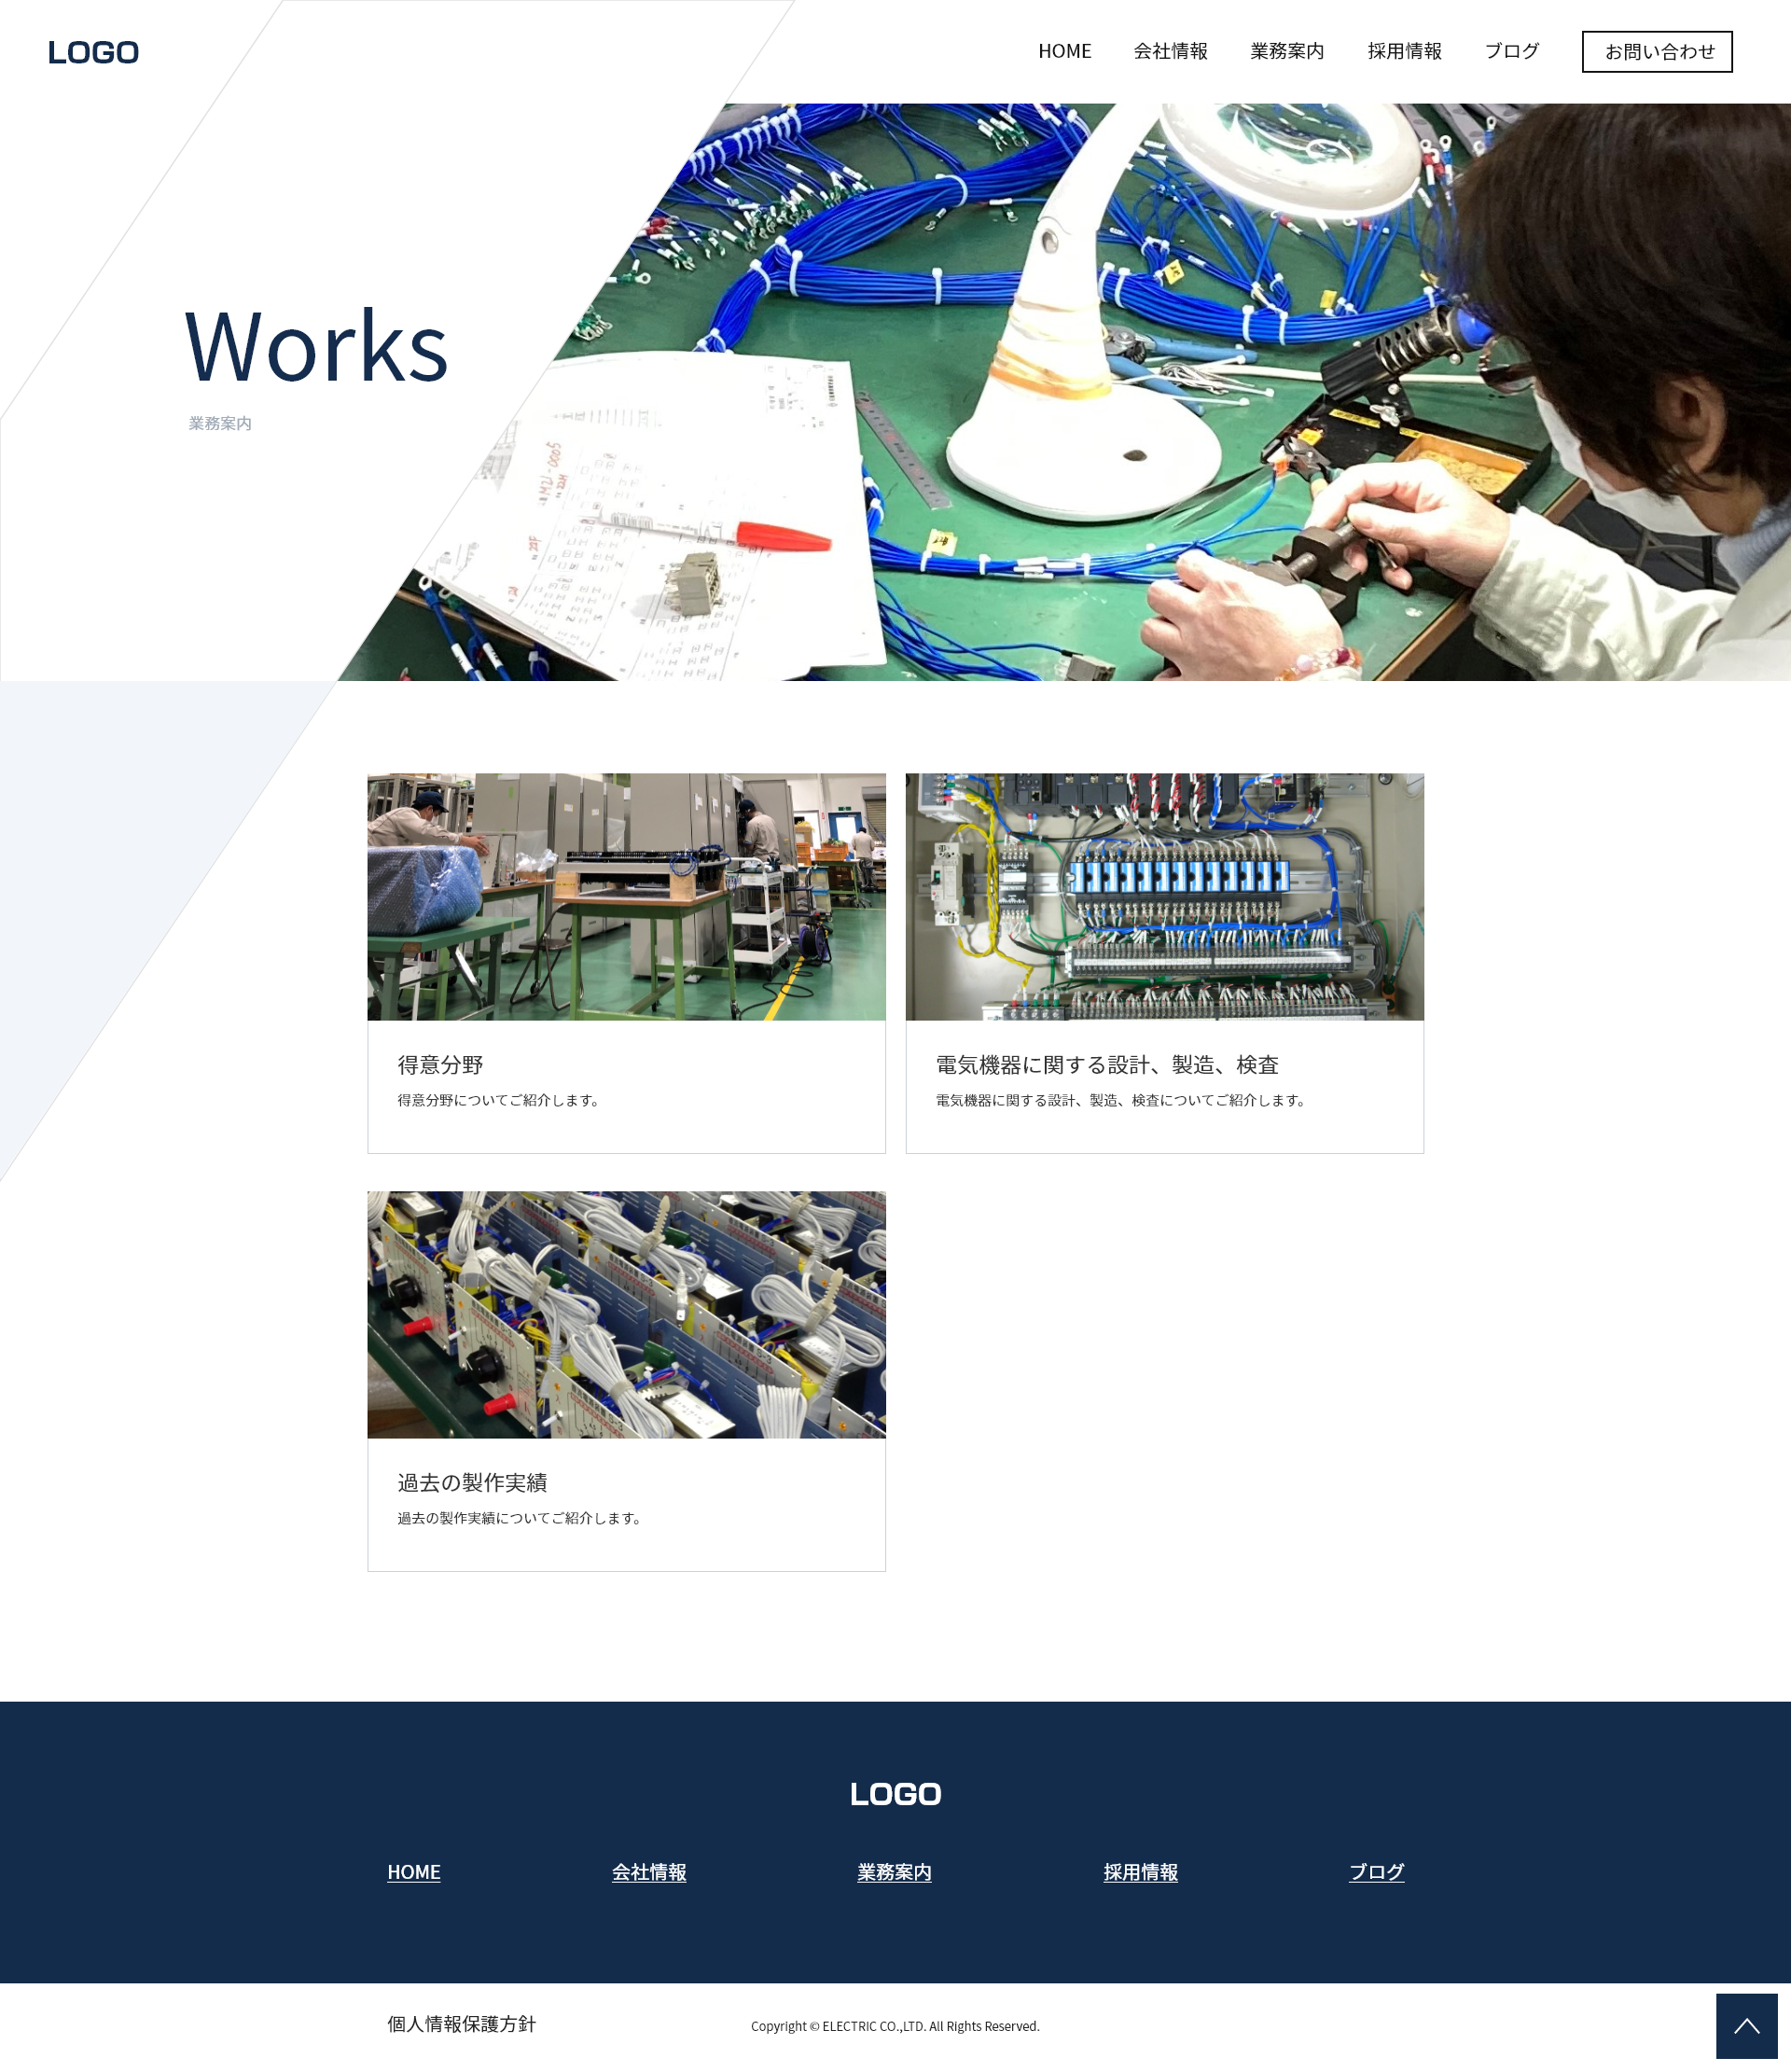 LOGO
HOME 会社情報 業務案内 採用情報 ブログ お問い合わせ
Works
業務案内
得意分野
得意分野についてご紹介します。
電気機器に関する設計、製造、検査
電気機器に関する設計、製造、検査についてご紹介します。
過去の製作実績
過去の製作実績についてご紹介します。
LOGO
HOME 会社情報 業務案内 採用情報 ブログ
個人情報保護方針
Copyright © ELECTRIC CO.,LTD. All Rights Reserved.